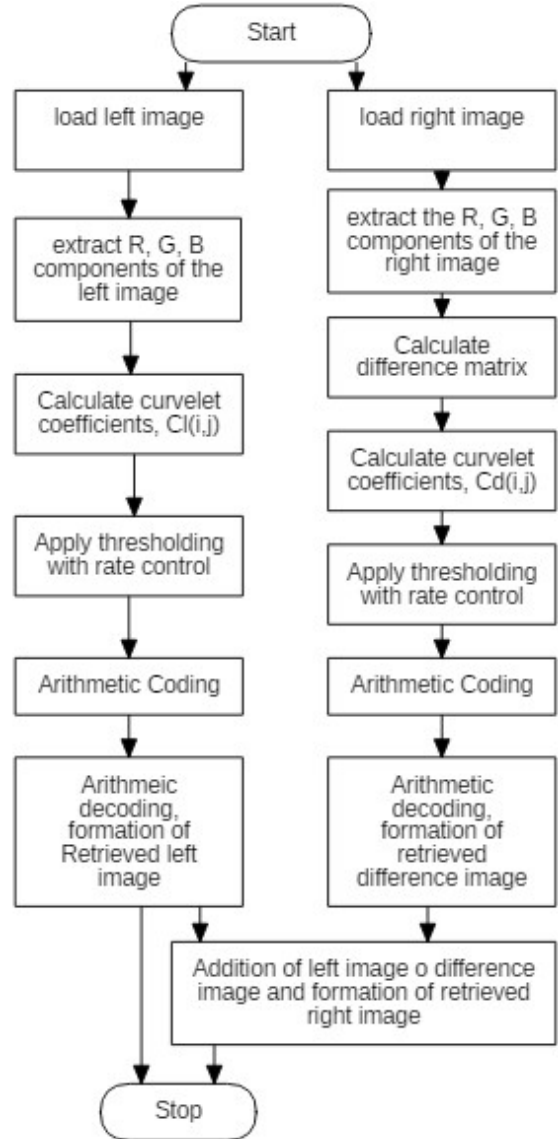 Start
load left image
extract R, G, B
components of the
left image
Calculate curvelet
coefficients, Cl(i,j)
Apply thresholding
with rate control
Arithmetic Coding
Arithmeic
decoding,
formation of
Retrieved left
image
load right image
extract the R, G, B
components of the
right image
Calculate
difference matrix
Calculate curvelet
coefficients, Cd(i,j)
Apply thresholding
with rate control
Arithmetic Coding
Arithmetic
decoding,
formation of
retrieved
difference image
Addition of left image o difference
image and formation of retrieved
right image
Stop